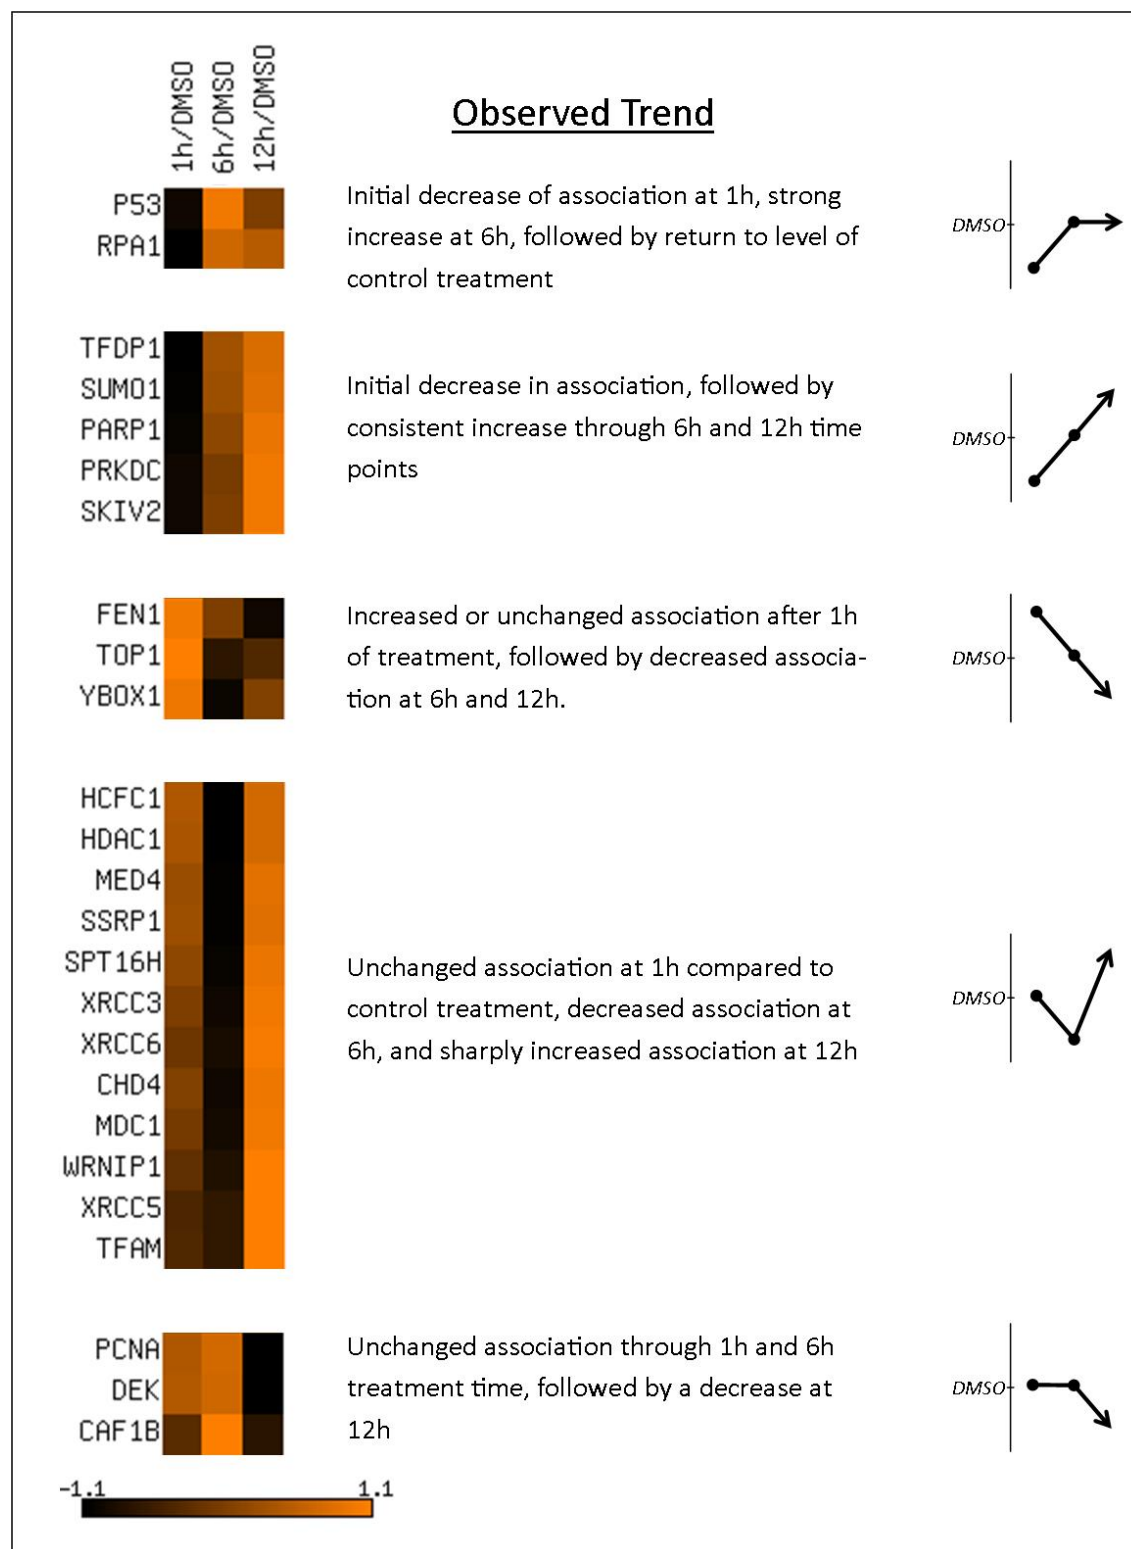 1h/DMSO
6h/DMSO
12h/DMSO
Observed Trend
P53
RPA1
Initial decrease of association at 1h, strong
increase at 6h, followed by return to level of
control treatment
DMSO
TFDP1
SUMO1
PARP1
PRKDC
SKIV2
Initial decrease in association, followed by
consistent increase through 6h and 12h time
points
DMSO
FEN1
TOP1
YBOX1
Increased or unchanged association after 1h
of treatment, followed by decreased associa-
tion at 6h and 12h.
DMSO
HCFC1
HDAC1
MED4
SSRP1
SPT16H
XRCC3
XRCC6
CHD4
MDC1
WRNIP1
XRCC5
TFAM
Unchanged association at 1h compared to
control treatment, decreased association at
6h, and sharply increased association at 12h
DMSO
PCNA
DEK
CAF1B
Unchanged association through 1h and 6h
treatment time, followed by a decrease at
12h
DMSO
-1.1 1.1